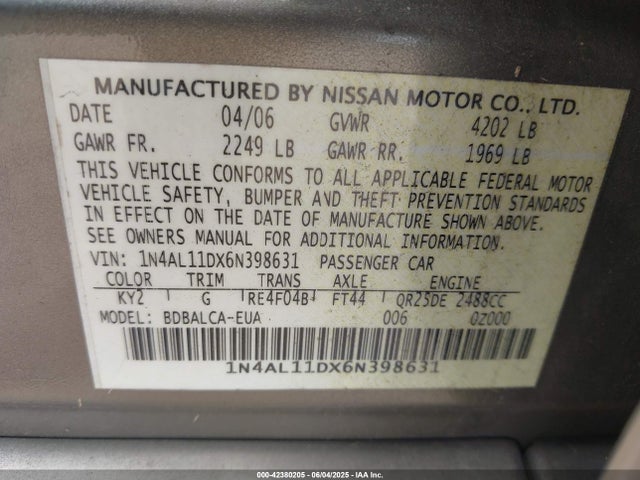 MANUFACTURED BY NISSAN MOTOR CO., LTD.
DATE 04/06 GVWR 4202 LB
GAWR FR. 2249 LB GAWR RR. 1969 LB
THIS VEHICLE CONFORMS TO ALL APPLICABLE FEDERAL MOTOR
VEHICLE SAFETY, BUMPER AND THEFT PREVENTION STANDARDS
IN EFFECT ON THE DATE OF MANUFACTURE SHOWN ABOVE.
SEE OWNERS MANUAL FOR ADDITIONAL INFORMATION.
VIN: 1N4AL11DX6N398631 PASSENGER CAR
COLOR TRIM TRANS AXLE ENGINE
KY2 G RE4F04B FT44 QR25DE 2488CC
MODEL: BDBALCA-EUA 006 0Z000
1N4AL11DX6N398631
000-42380205 - 06/04/2025 - IAA Inc.